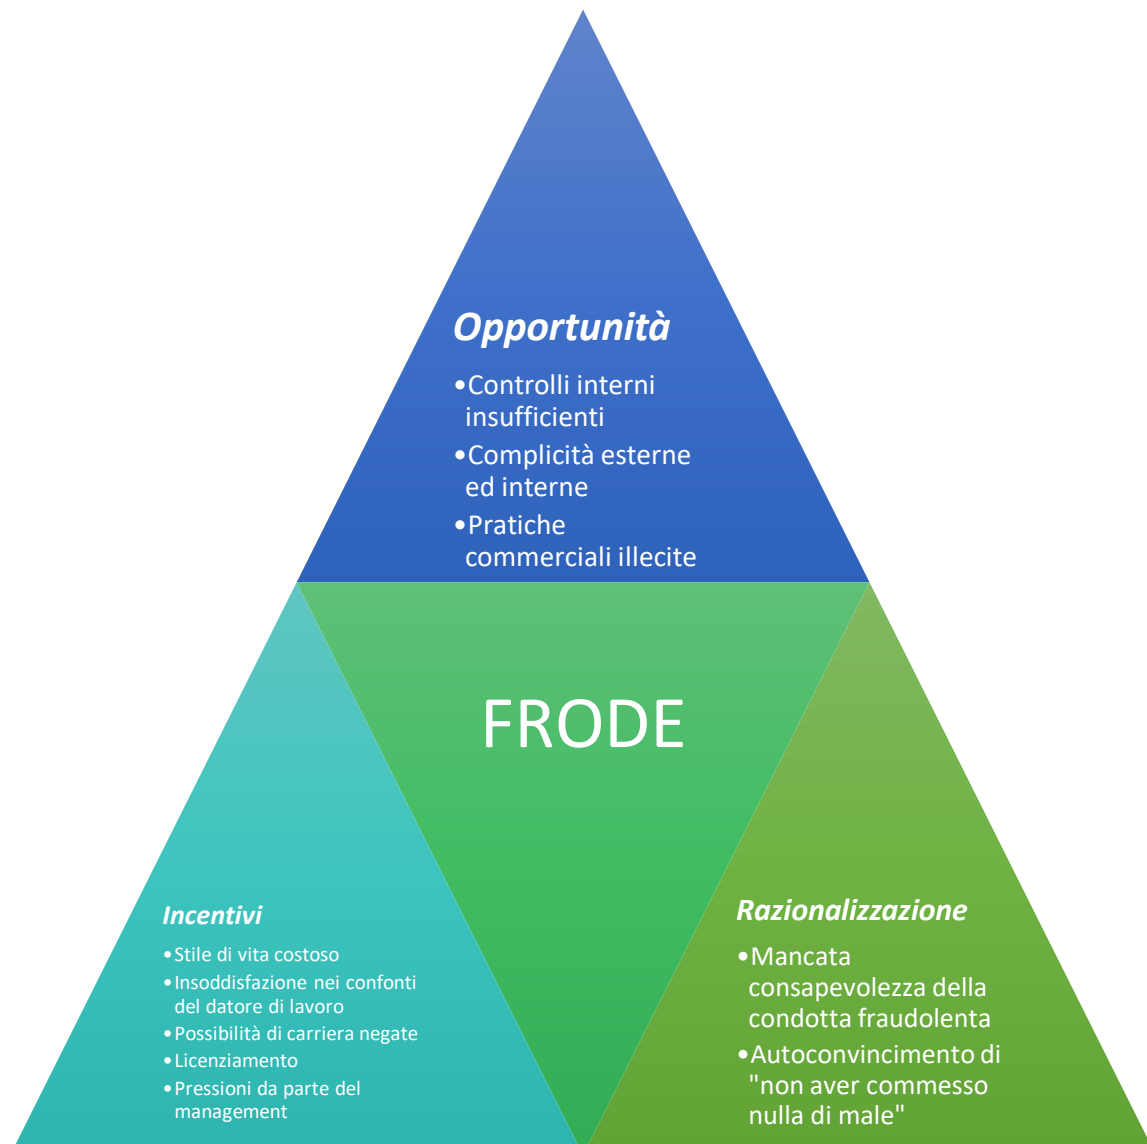 Opportunità
•Controlli interni
insufficienti
•Complicità esterne
ed interne
•Pratiche
commerciali illecite
FRODE
Incentivi
•Stile di vita costoso
•Insoddisfazione nei confonti
del datore di lavoro
•Possibilità di carriera negate
•Licenziamento
•Pressioni da parte del
management
Razionalizzazione
•Mancata
consapevolezza della
condotta fraudolenta
•Autoconvincimento di
"non aver commesso
nulla di male"